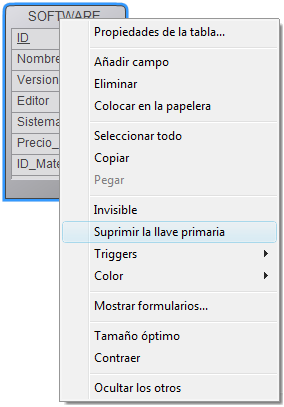 SOFTWARE
ID
Nombre
Version
Editor
Sistema
Precio_
ID_Mate
Propiedades de la tabla...
Añadir campo
Eliminar
Colocar en la papelera
Seleccionar todo
Copiar
Pegar
Invisible
Suprimir la llave primaria
Triggers
Color
Mostrar formularios...
Tamaño óptimo
Contraer
Ocultar los otros